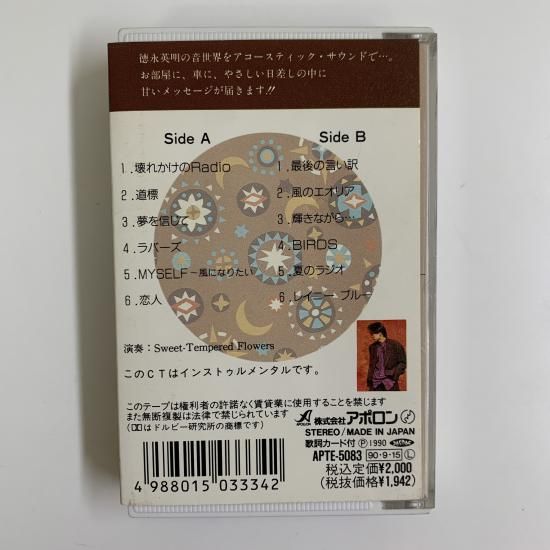 徳永英明の音世界をアコースティック・サウンドで…。
お部屋に、車に、やさしい日差しの中に
甘いメッセージが届きます!!
Side A
1.壊れかけのRadio
2.道標
3.夢を信じて
4.ラバーズ
5.MYSELF〜風になりたい
6.恋人
Side B
1.最後の言い訳
2.風のエオリア
3.輝きながら…
4.BIRDS
5.夏のラジオ
6.レイニー ブルー
演奏:Sweet-Tempered Flowers
このCTはインストゥルメンタルです。
このテープは権利者の許諾なく賃貸業に使用することを禁じます
また無断複製は法律で禁じられています
(DDはドルビー研究所の商標です)
4 988015 033342
APOLLON 株式会社アポロン
STEREO/MADE IN JAPAN
歌詞カード付 Ⓟ1990
APTE-5083 90・9・15 Ⓛ
税込定価¥2,000
(税抜価格¥1,942)